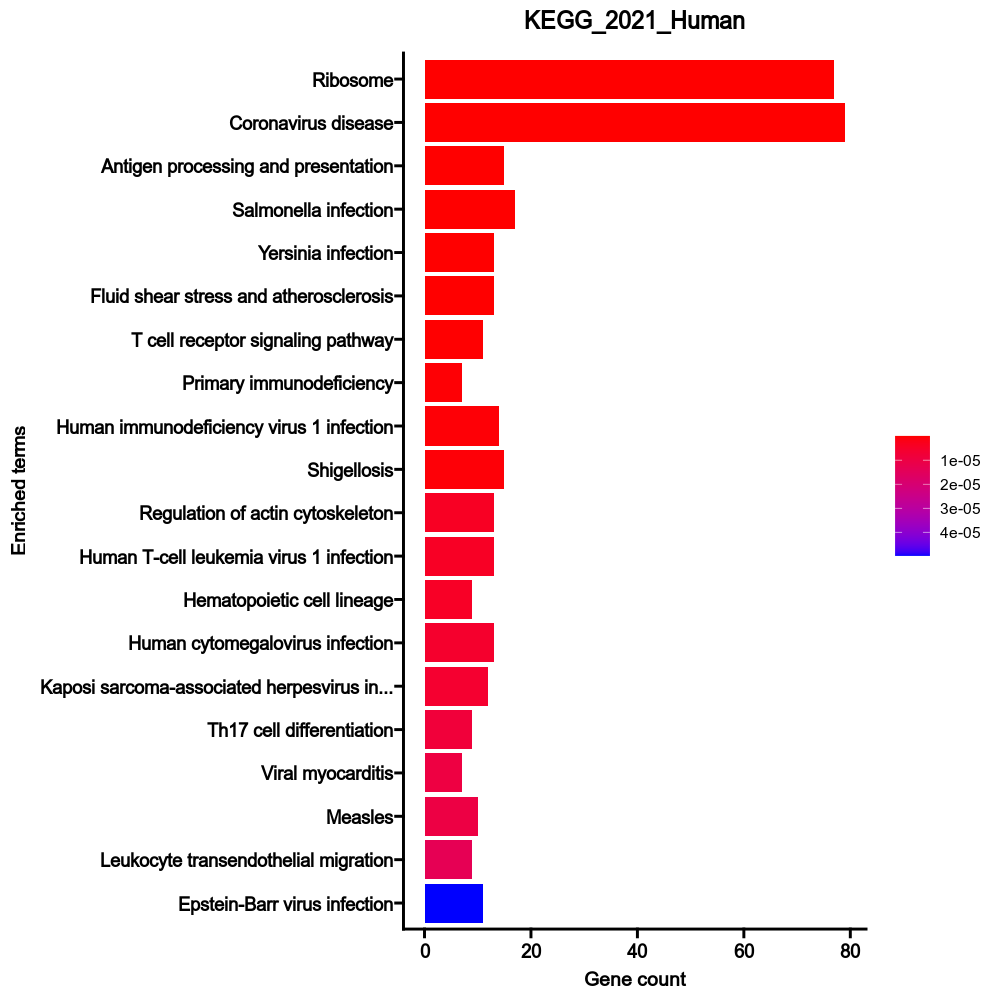 KEGG_2021_Human
Ribosome
Coronavirus disease
Antigen processing and presentation
Salmonella infection
Yersinia infection
Fluid shear stress and atherosclerosis
T cell receptor signaling pathway
Primary immunodeficiency
Human immunodeficiency virus 1 infection
Shigellosis
Regulation of actin cytoskeleton
Human T-cell leukemia virus 1 infection
Hematopoietic cell lineage
Human cytomegalovirus infection
Kaposi sarcoma-associated herpesvirus in...
Th17 cell differentiation
Viral myocarditis
Measles
Leukocyte transendothelial migration
Epstein-Barr virus infection
Enriched terms
0 20 40 60 80
Gene count
1e-05
2e-05
3e-05
4e-05